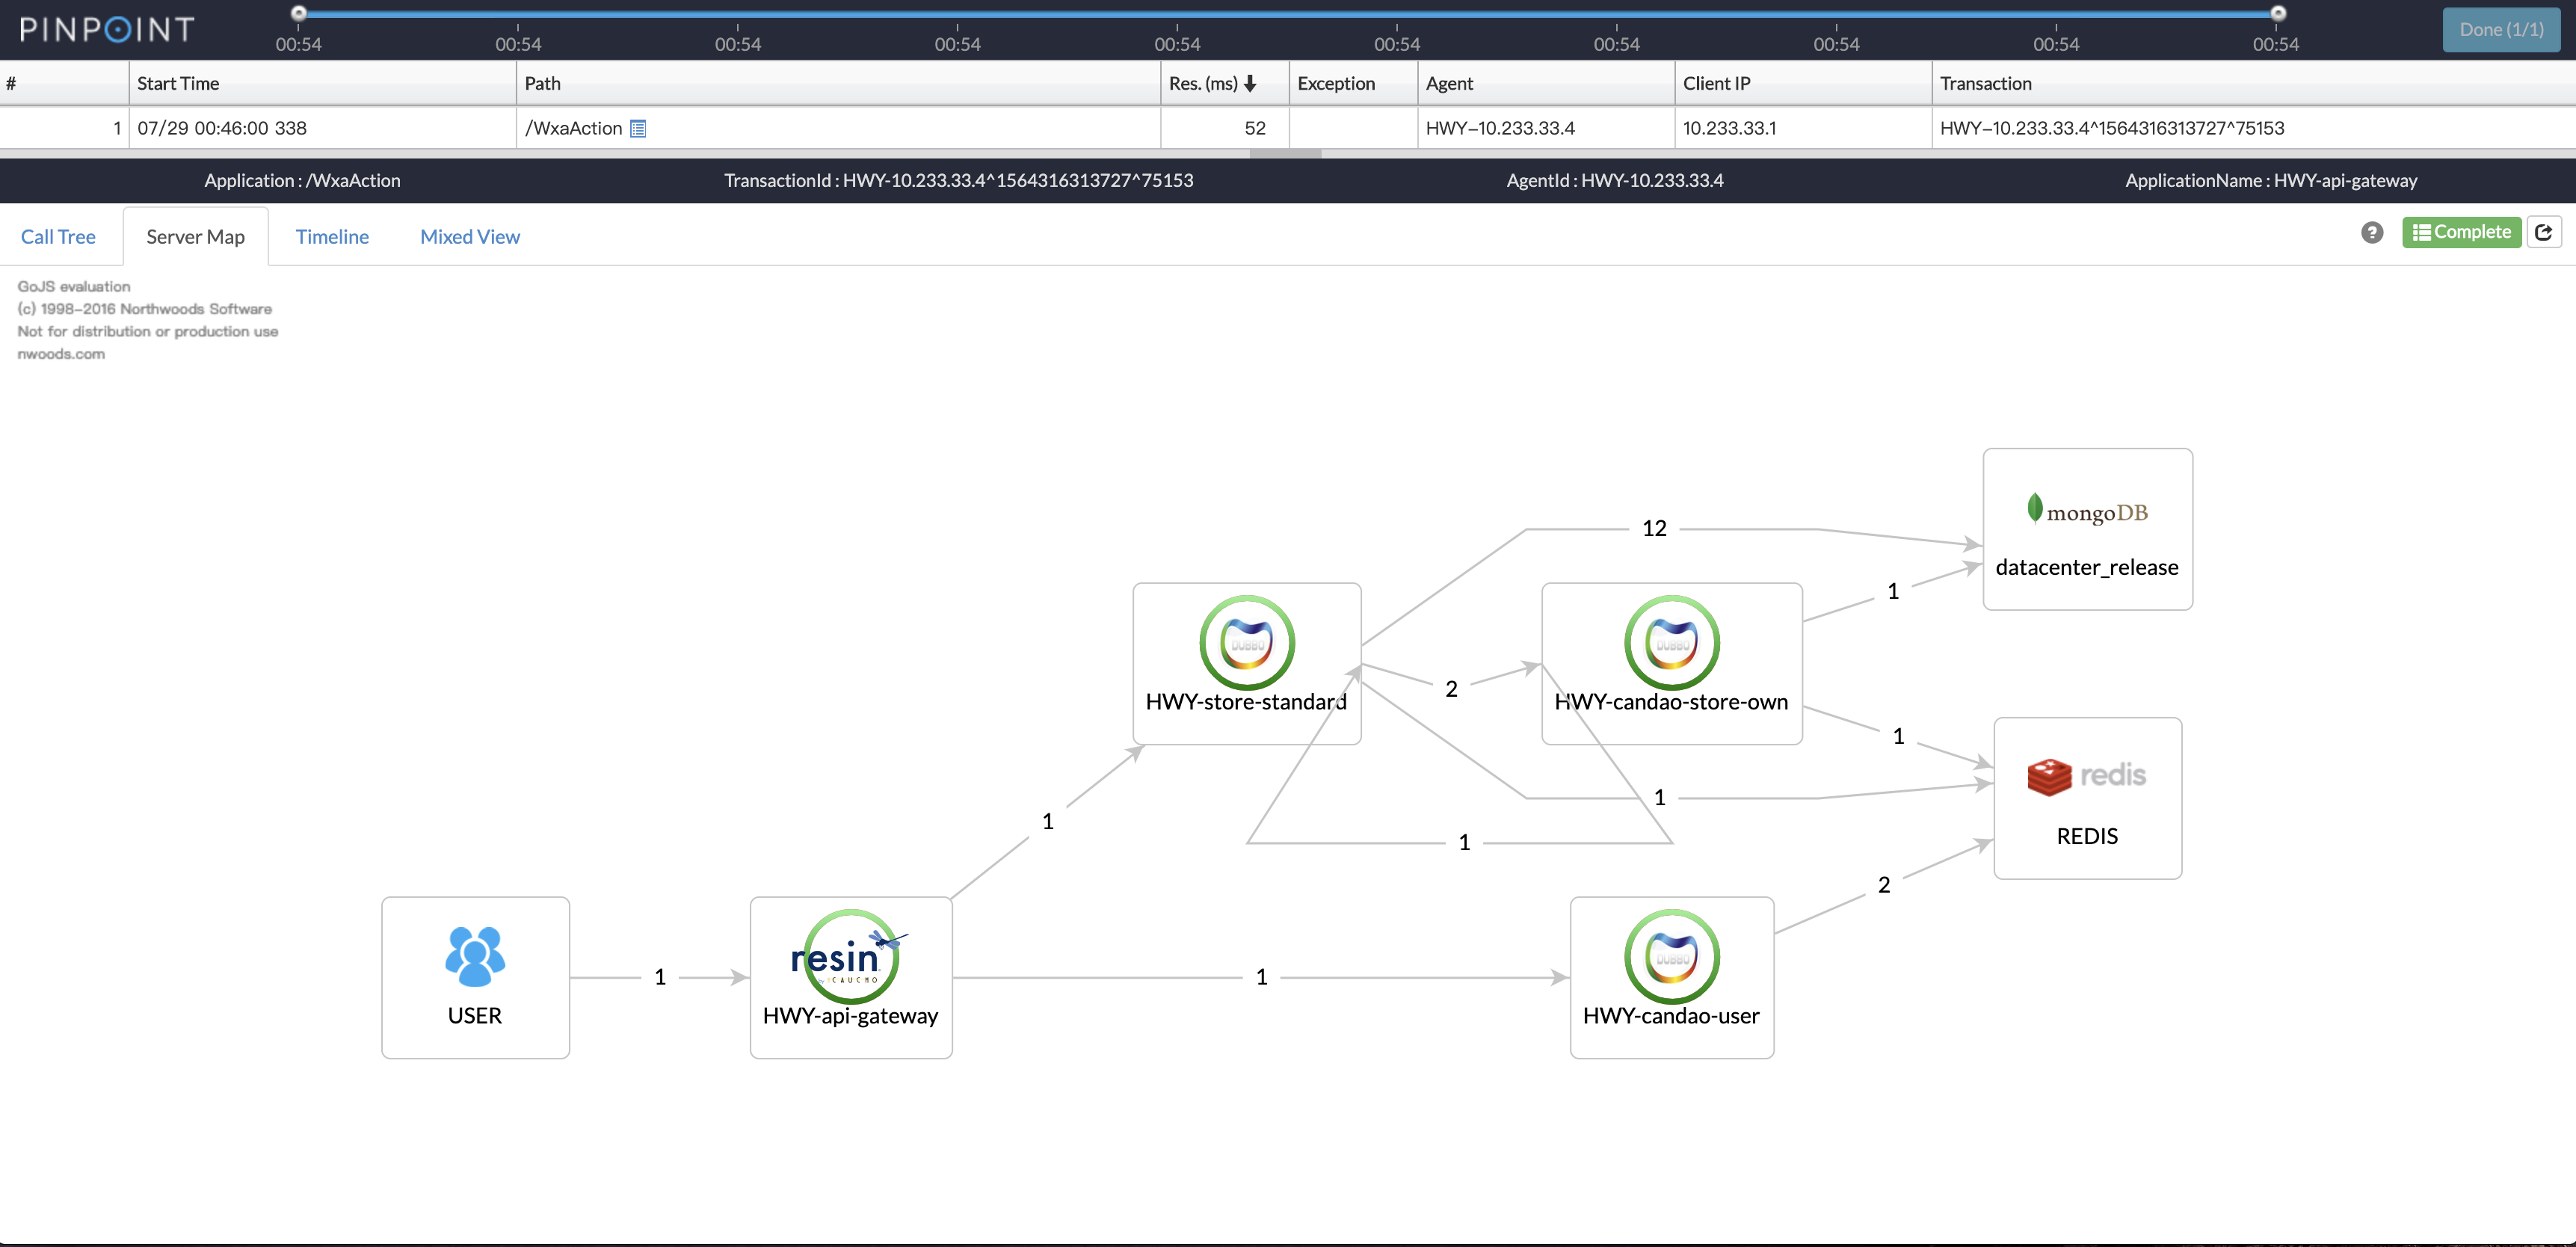 PINPOINT
00:54 00:54 00:54 00:54 00:54 00:54 00:54 00:54 00:54 00:54
Done (1/1)
# Start Time Path Res. (ms) Exception Agent Client IP Transaction
1 07/29 00:46:00 338 /WxaAction 52 HWY-10.233.33.4 10.233.33.1 HWY-10.233.33.4^1564316313727^75153
Application : /WxaAction TransactionId : HWY-10.233.33.4^1564316313727^75153 AgentId : HWY-10.233.33.4 ApplicationName : HWY-api-gateway
Call Tree Server Map Timeline Mixed View ? Complete
GoJS evaluation
(c) 1998-2016 Northwoods Software
Not for distribution or production use
nwoods.com
mongoDB
datacenter_release
12
1
DUBBO
HWY-store-standard
2
DUBBO
HWY-candao-store-own
1
redis
REDIS
1
1
1
2
USER
1
resin
by CAUCHO
HWY-api-gateway
1
DUBBO
HWY-candao-user